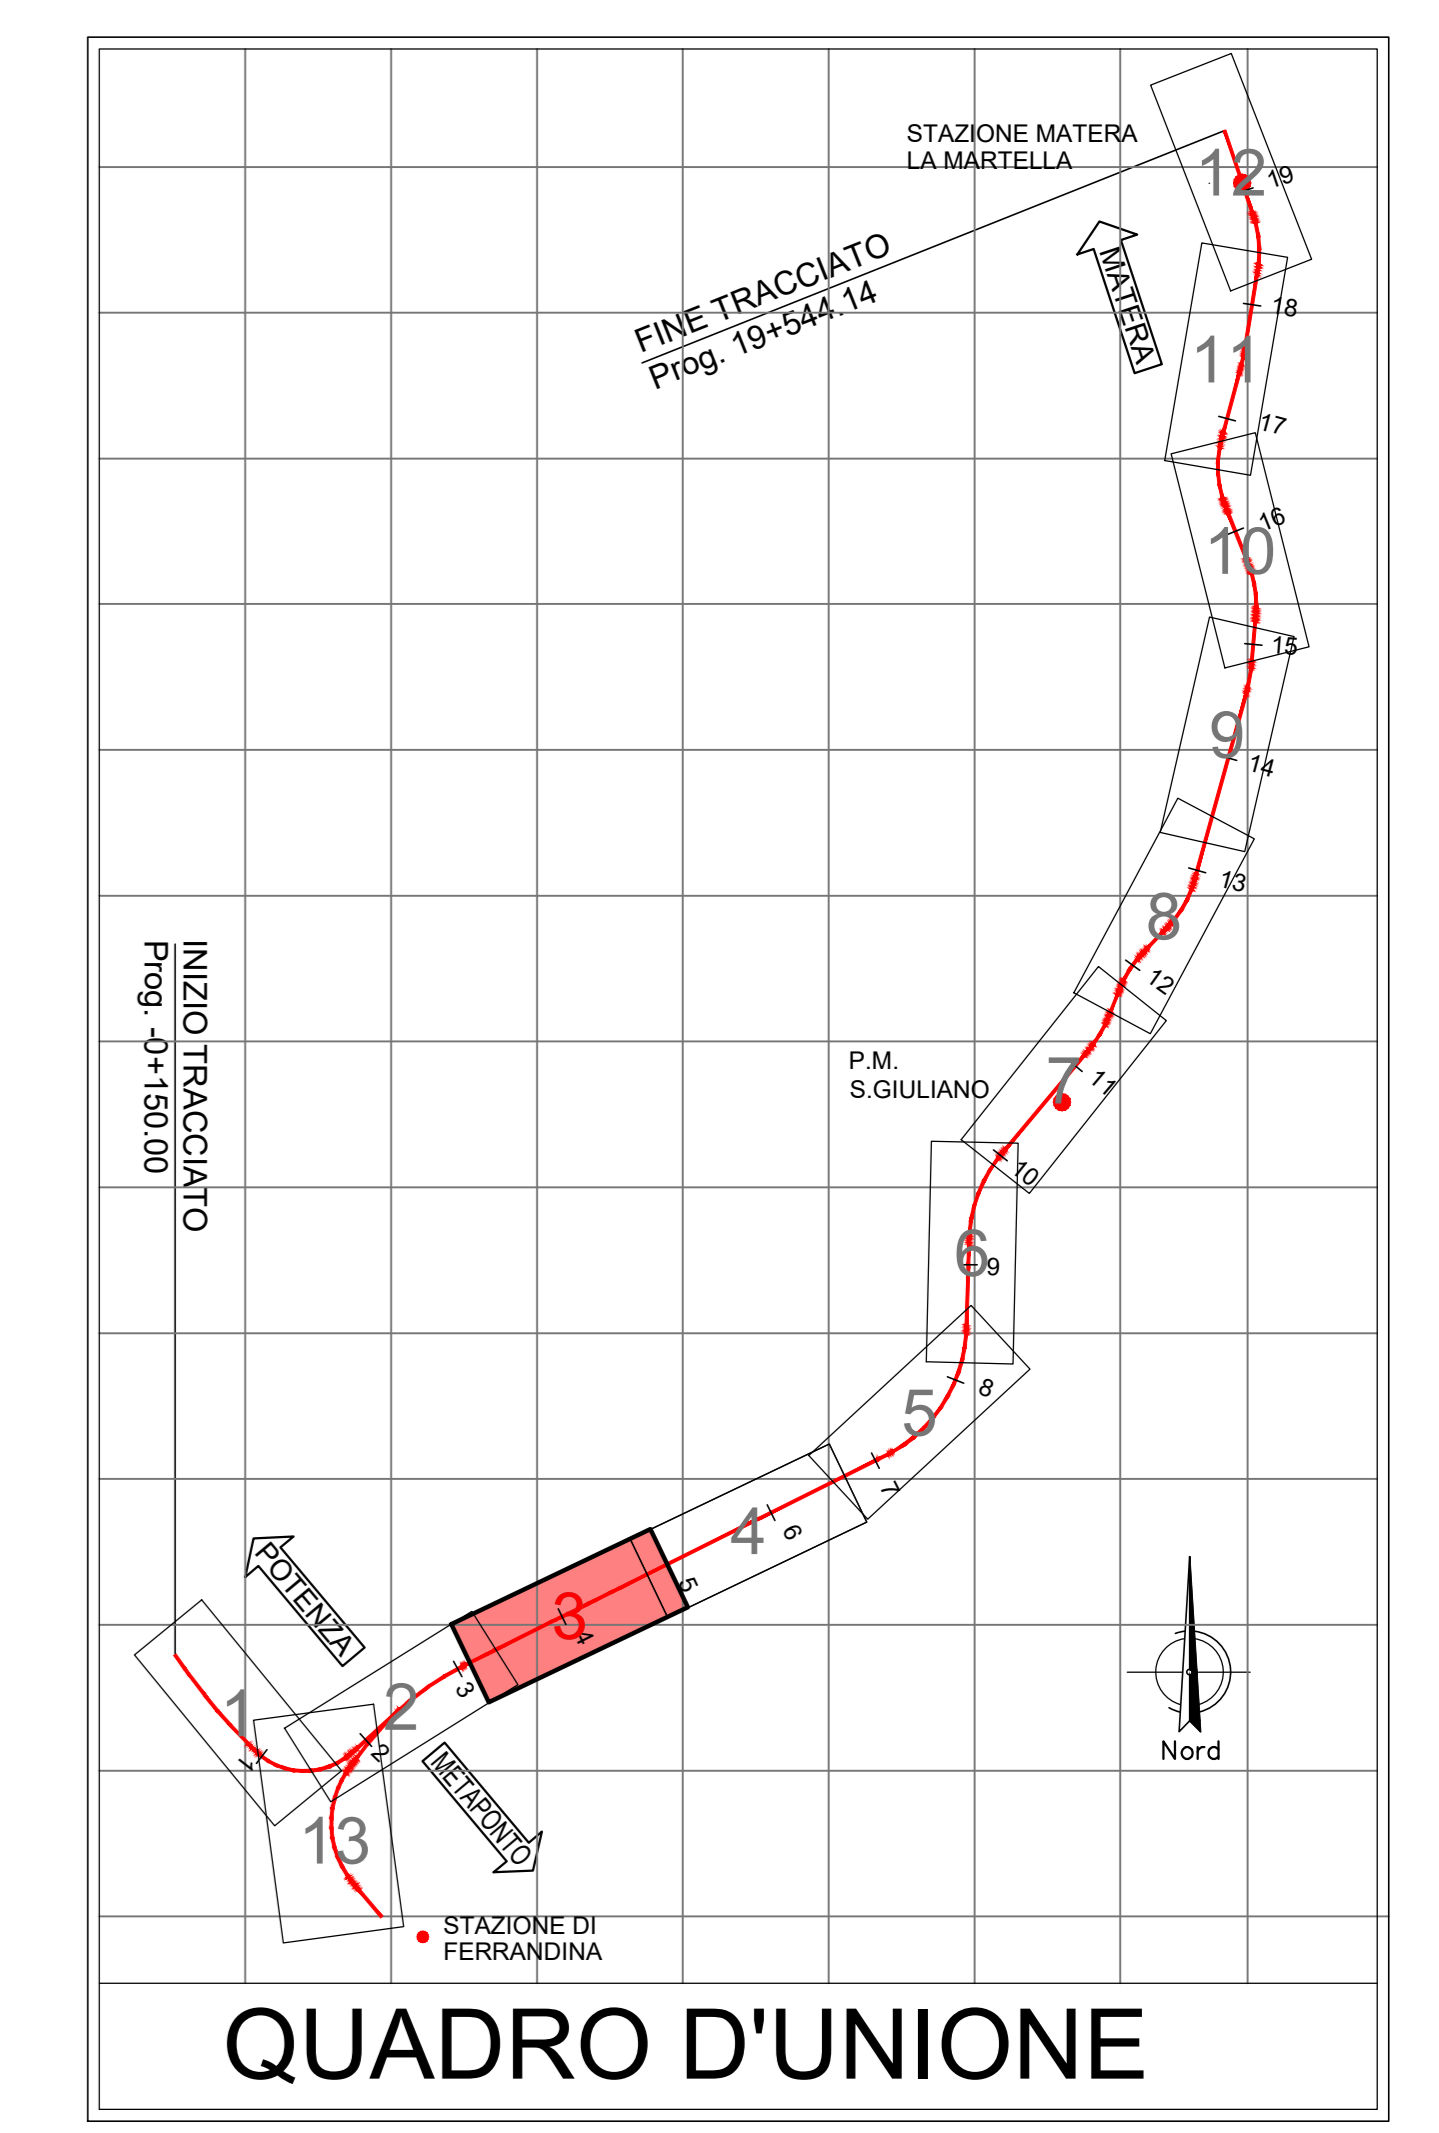 STAZIONE MATERA
LA MARTELLA
12
19
FINE TRACCIATO
Prog. 19+544.14
MATERA
18
11
17
16
10
15
9
14
13
8
12
INIZIO TRACCIATO
Prog. -0+150.00
P.M.
S.GIULIANO
7
11
10
6
9
8
5
7
4
6
POTENZA
5
3
4
3
2
1
1
2
METAPONTO
13
Nord
STAZIONE DI
FERRANDINA
QUADRO D'UNIONE